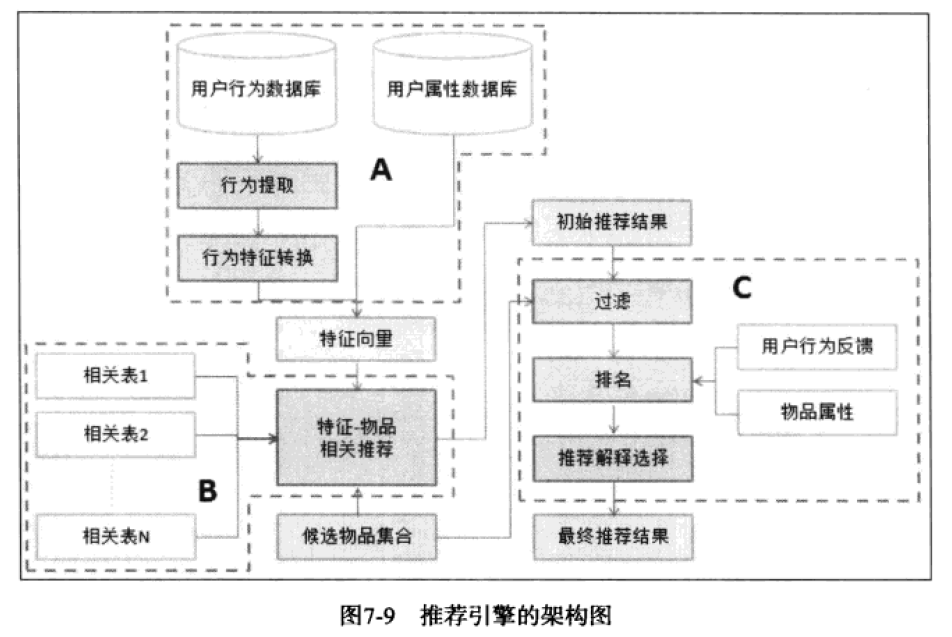 用户行为数据库
用户属性数据库
A
行为提取
行为特征转换
初始推荐结果
C
过滤
特征向量
用户行为反馈
相关表1
排名
物品属性
特征-物品
相关推荐
相关表2
推荐解释选择
B
相关表N
候选物品集合
最终推荐结果
图7-9 推荐引擎的架构图